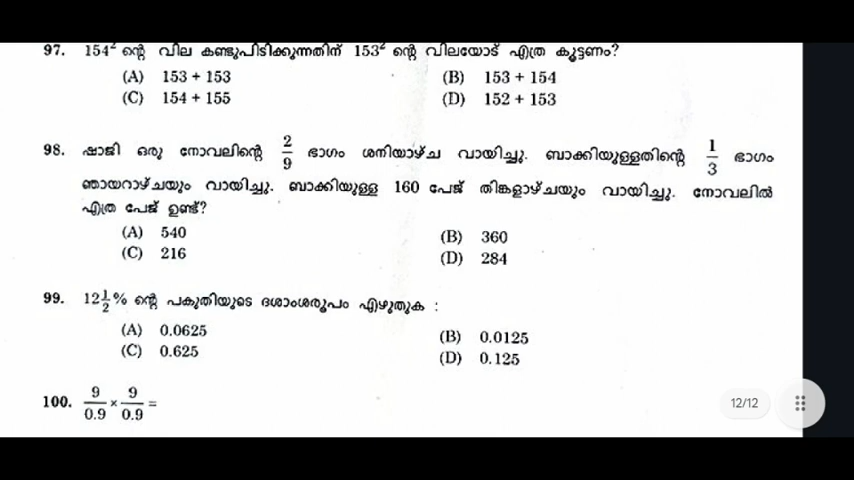 97. 154² ന്റെ വില കണ്ടുപിടിക്കുന്നതിന് 153² ന്റെ വിലയോട് എത്ര കൂട്ടണം?
(A) 153 + 153 (B) 153 + 154
(C) 154 + 155 (D) 152 + 153
98. ഷാജി ഒരു നോവലിന്റെ 2/9 ഭാഗം ശനിയാഴ്ച വായിച്ചു. ബാക്കിയുള്ളതിന്റെ 1/3 ഭാഗം
ഞായറാഴ്ചയും വായിച്ചു. ബാക്കിയുള്ള 160 പേജ് തിങ്കളാഴ്ചയും വായിച്ചു. നോവലിൽ
എത്ര പേജ് ഉണ്ട്?
(A) 540 (B) 360
(C) 216 (D) 284
99. 12½% ന്റെ പകുതിയുടെ ദശാംശരൂപം എഴുതുക :
(A) 0.0625 (B) 0.0125
(C) 0.625 (D) 0.125
100. 9/0.9 × 9/0.9 =
12/12